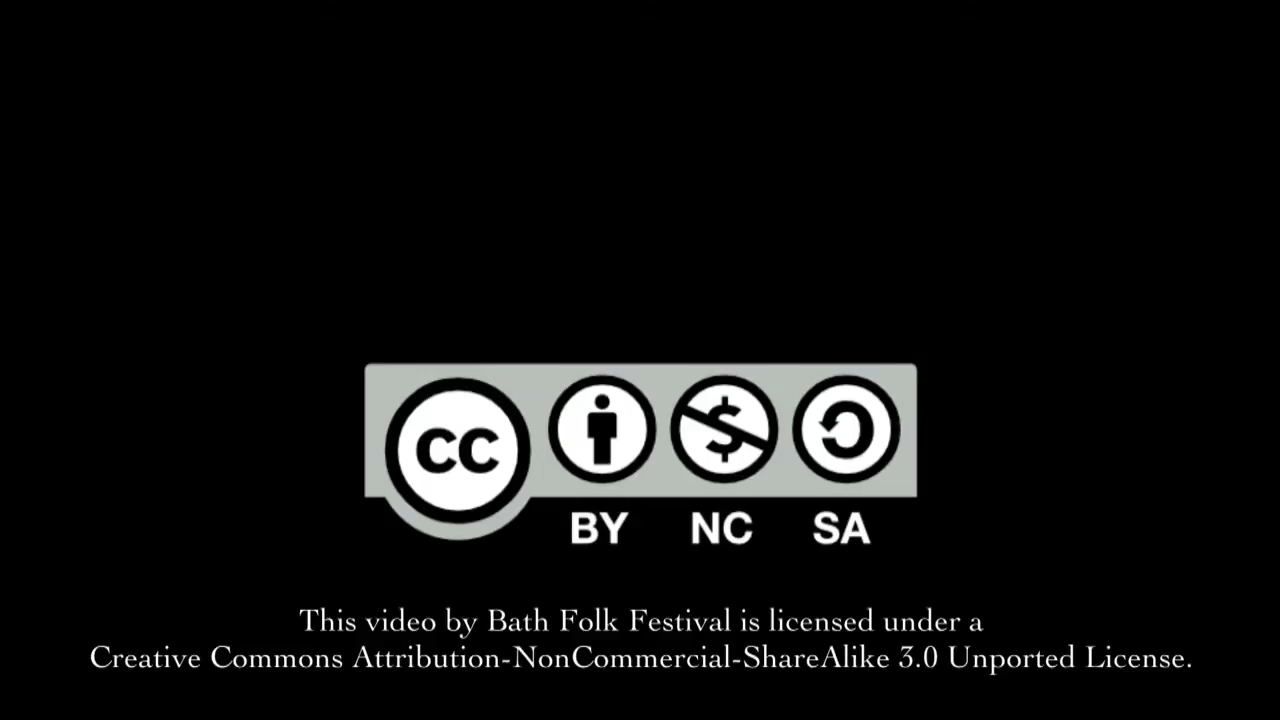 CC
BY NC SA
This video by Bath Folk Festival is licensed under a
Creative Commons Attribution-NonCommercial-ShareAlike 3.0 Unported License.